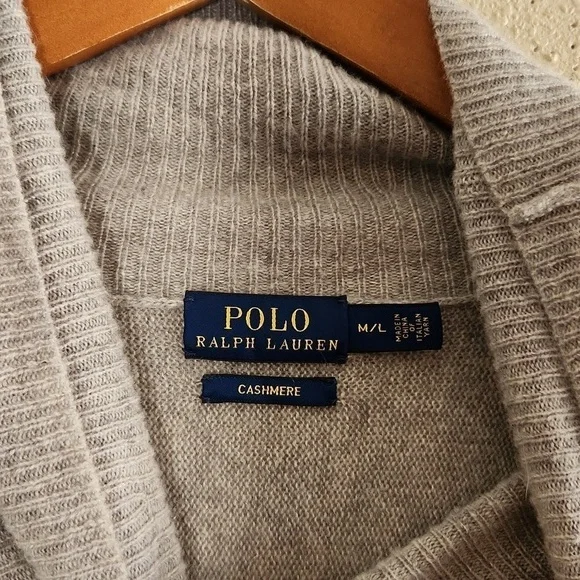 POLO
RALPH LAUREN
M/L
MADE IN
CHINA
OF
ITALIAN
YARN
CASHMERE